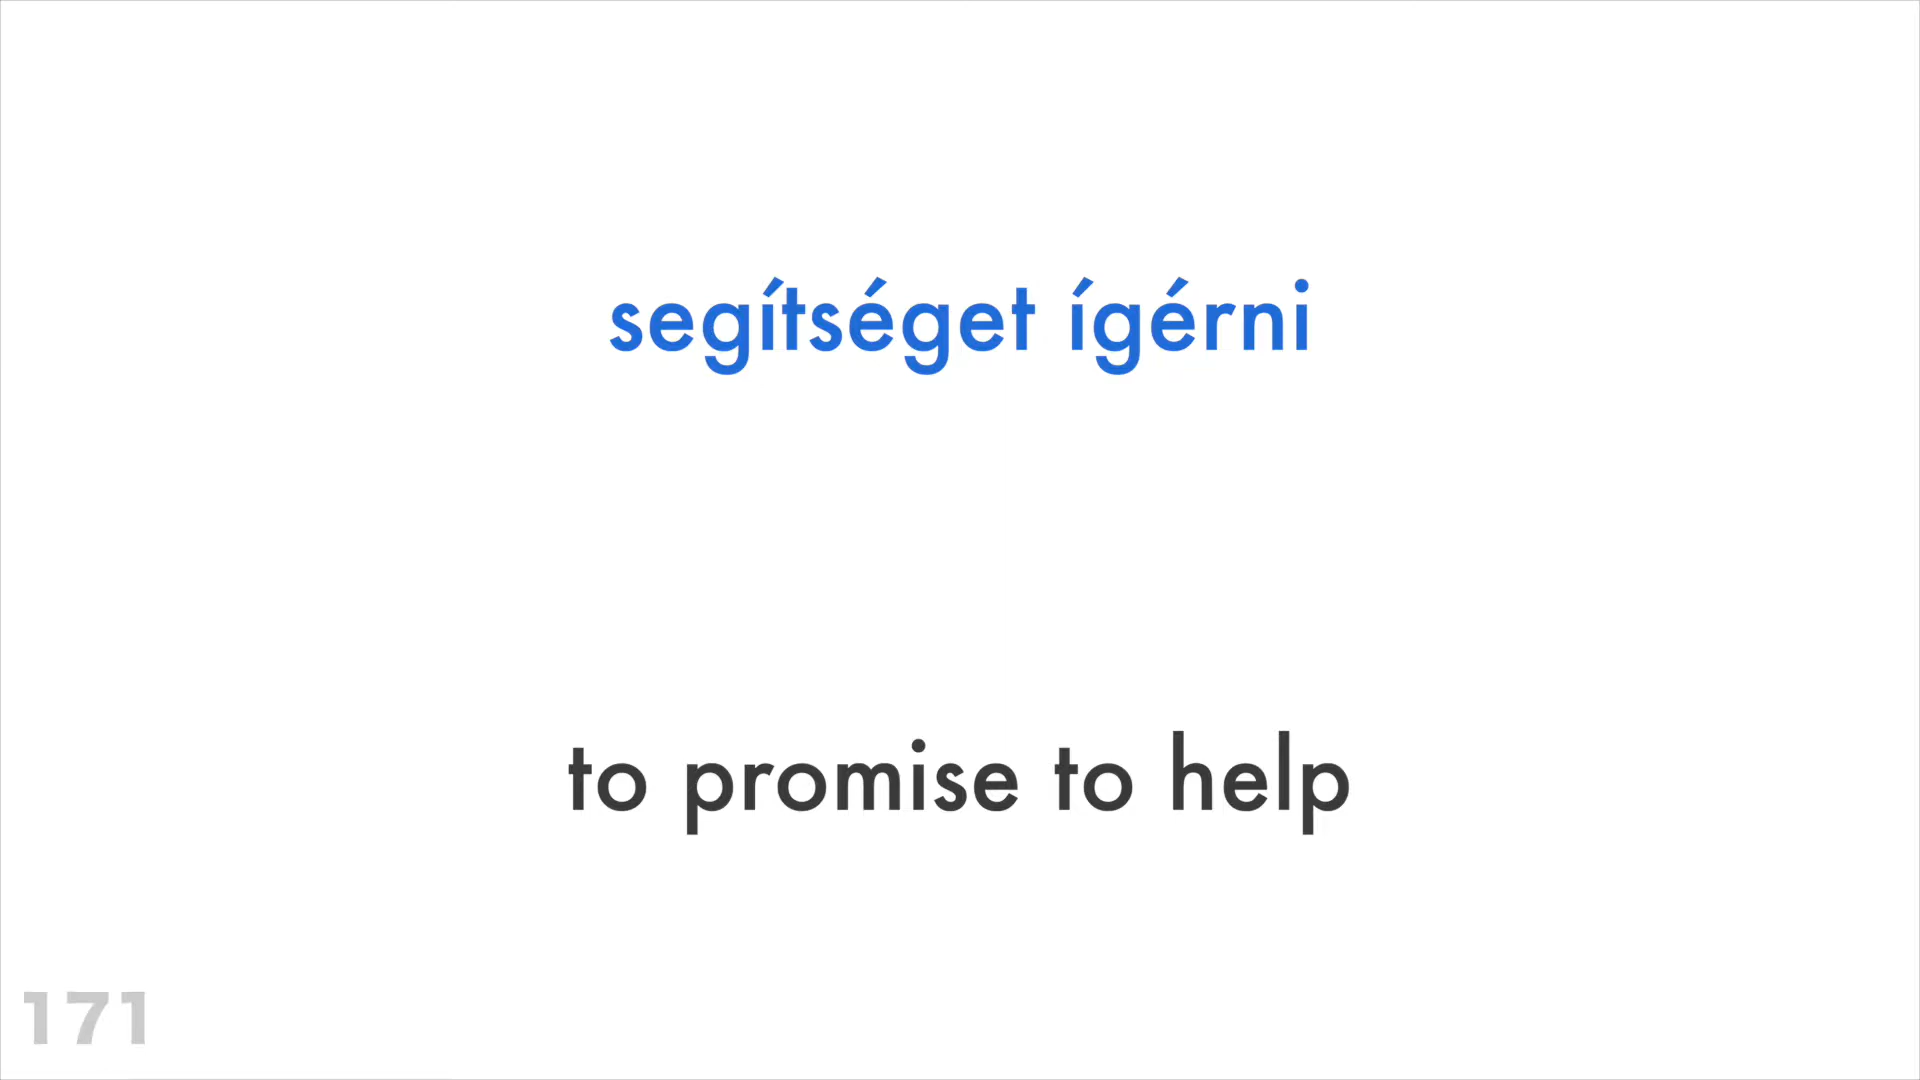 segítséget ígérni
to promise to help
171